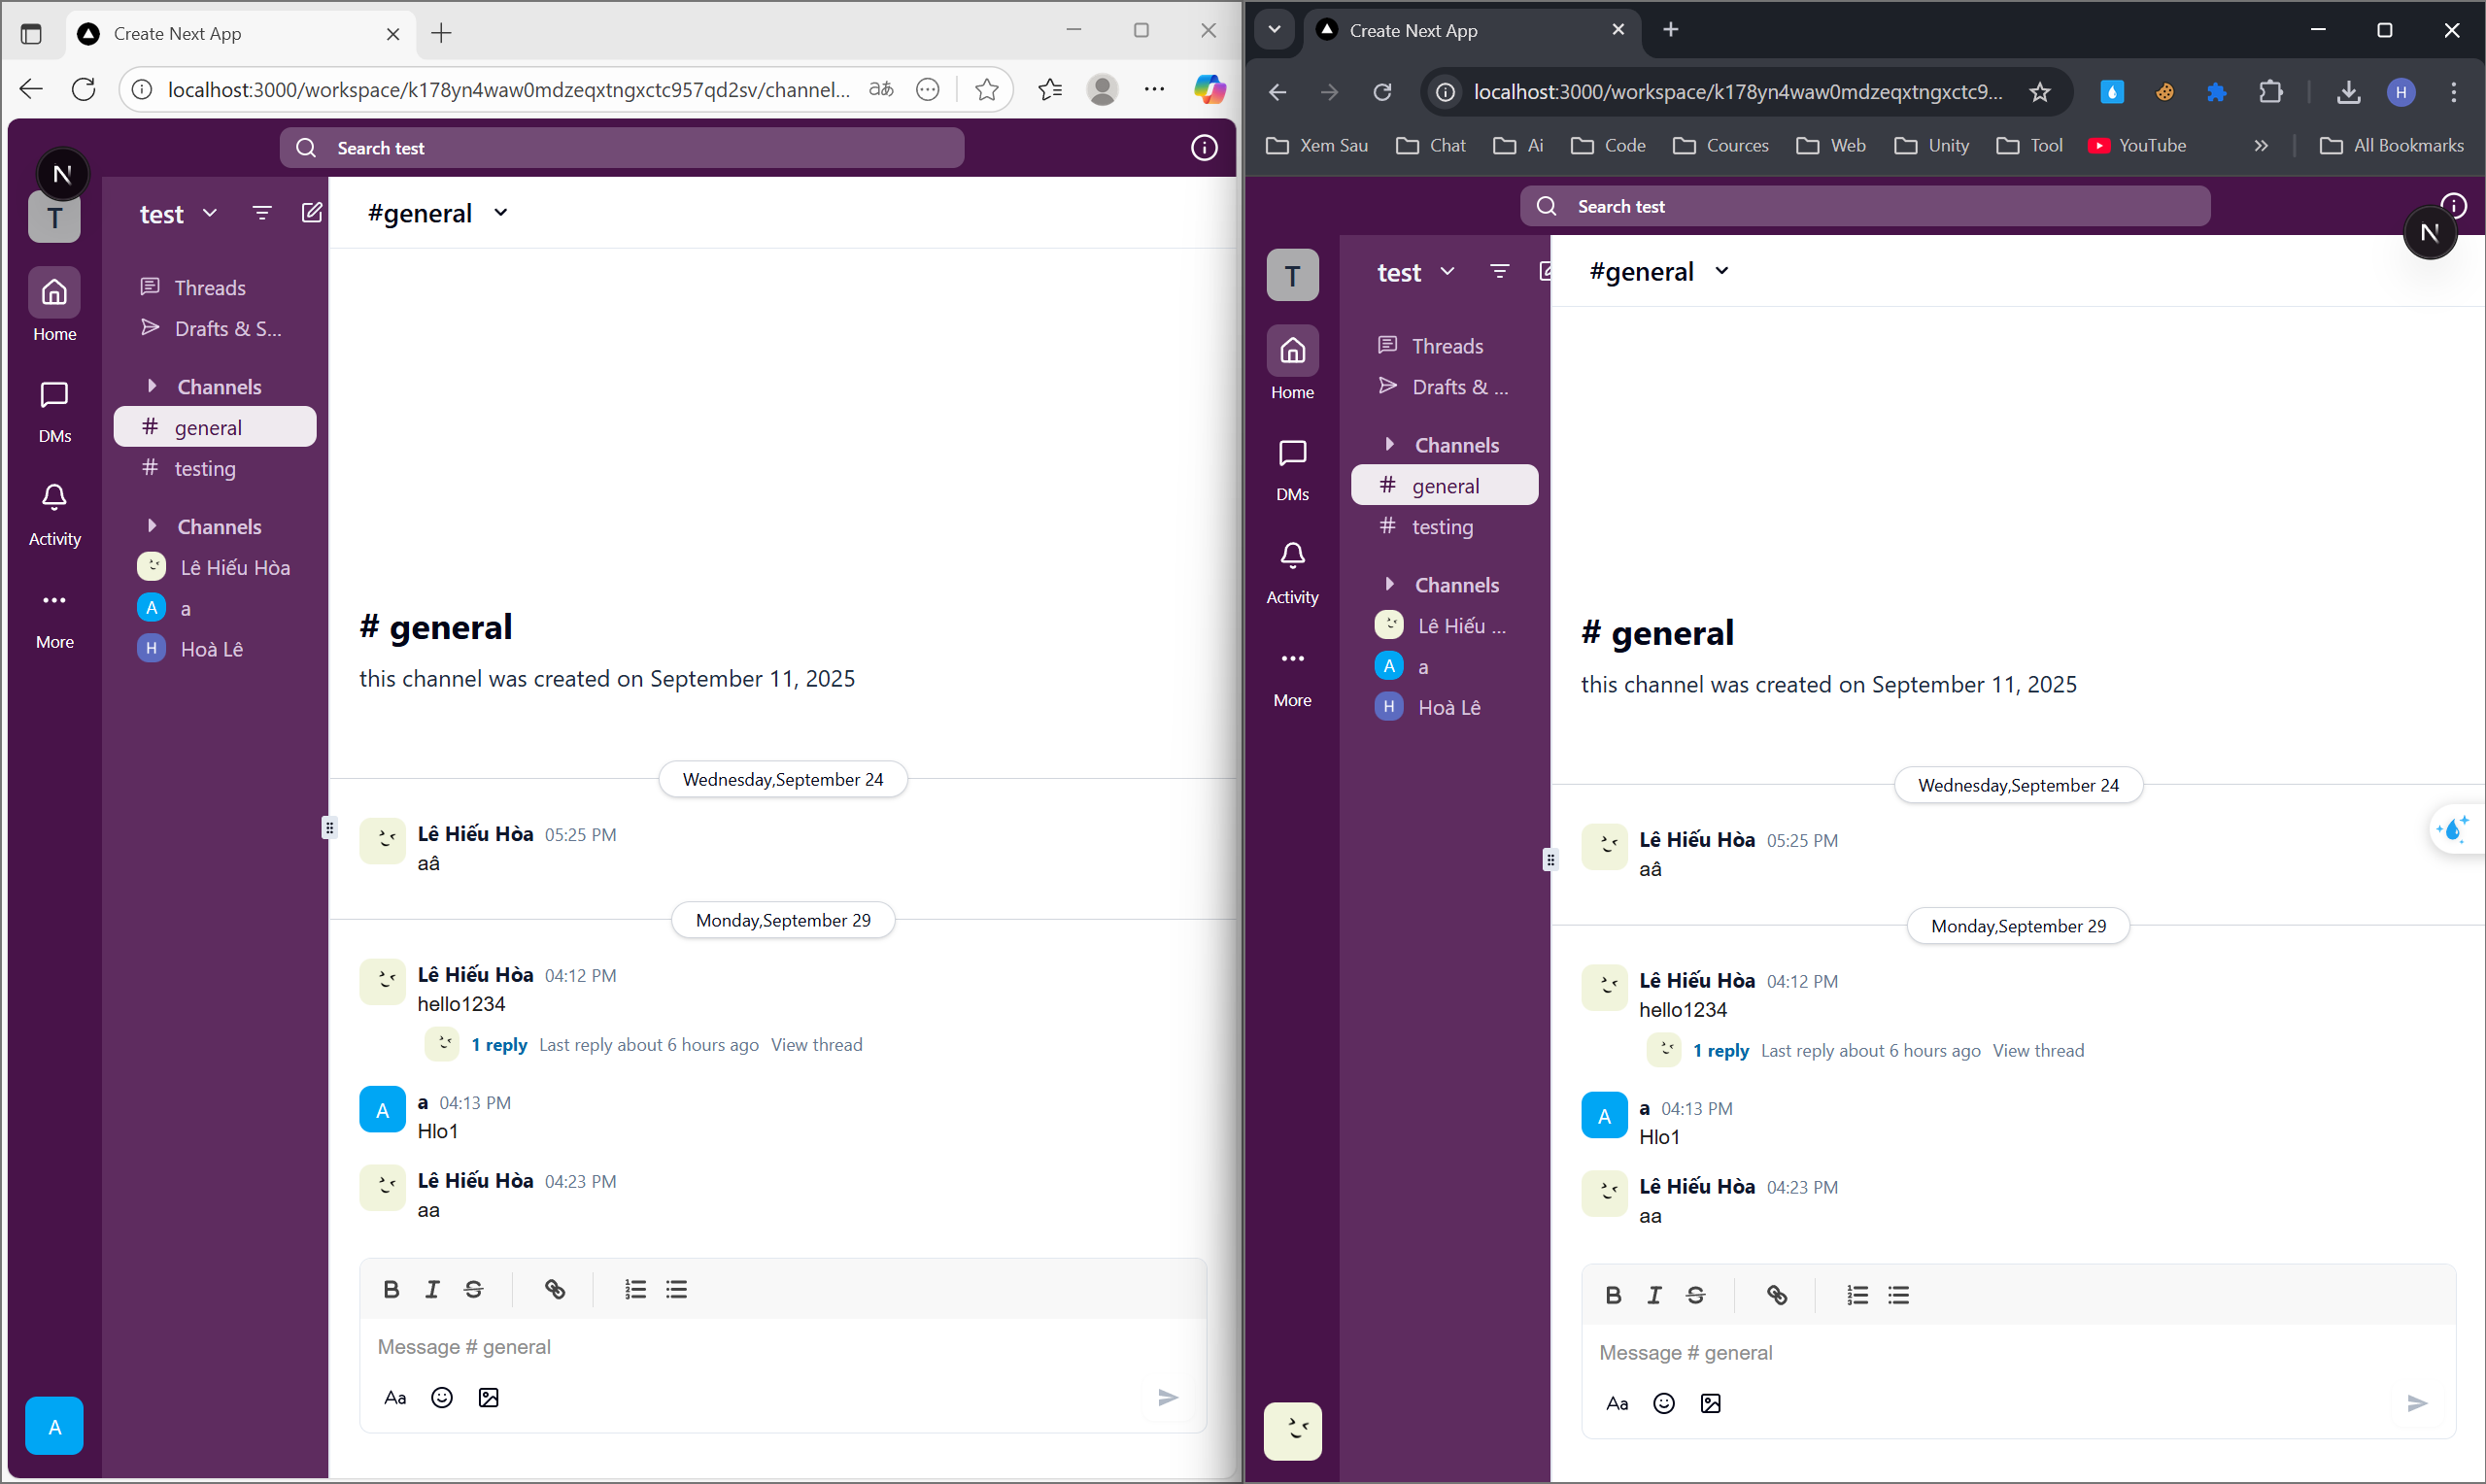 Create Next App
localhost:3000/workspace/k178yn4waw0mdzeqxtngxctc957qd2sv/channel...
aあ
Search test
N
T
test
#general
Home
Threads
Drafts & S...
DMs
Channels
# general
# testing
Activity
Channels
Lê Hiếu Hòa
A a
H Hoà Lê
More
# general
this channel was created on September 11, 2025
Wednesday,September 24
Lê Hiếu Hòa 05:25 PM
aâ
Monday,September 29
Lê Hiếu Hòa 04:12 PM
hello1234
1 reply Last reply about 6 hours ago View thread
A
a 04:13 PM
Hlo1
Lê Hiếu Hòa 04:23 PM
aa
B I S
Message # general
Aa
A
Create Next App
localhost:3000/workspace/k178yn4waw0mdzeqxtngxctc9...
H
Xem Sau Chat Ai Code Cources Web Unity Tool YouTube » All Bookmarks
Search test
N
T
test
#general
Home
Threads
Drafts & ...
DMs
Channels
# general
# testing
Activity
Channels
Lê Hiếu ...
A a
H Hoà Lê
More
# general
this channel was created on September 11, 2025
Wednesday,September 24
Lê Hiếu Hòa 05:25 PM
aâ
Monday,September 29
Lê Hiếu Hòa 04:12 PM
hello1234
1 reply Last reply about 6 hours ago View thread
A
a 04:13 PM
Hlo1
Lê Hiếu Hòa 04:23 PM
aa
B I S
Message # general
Aa